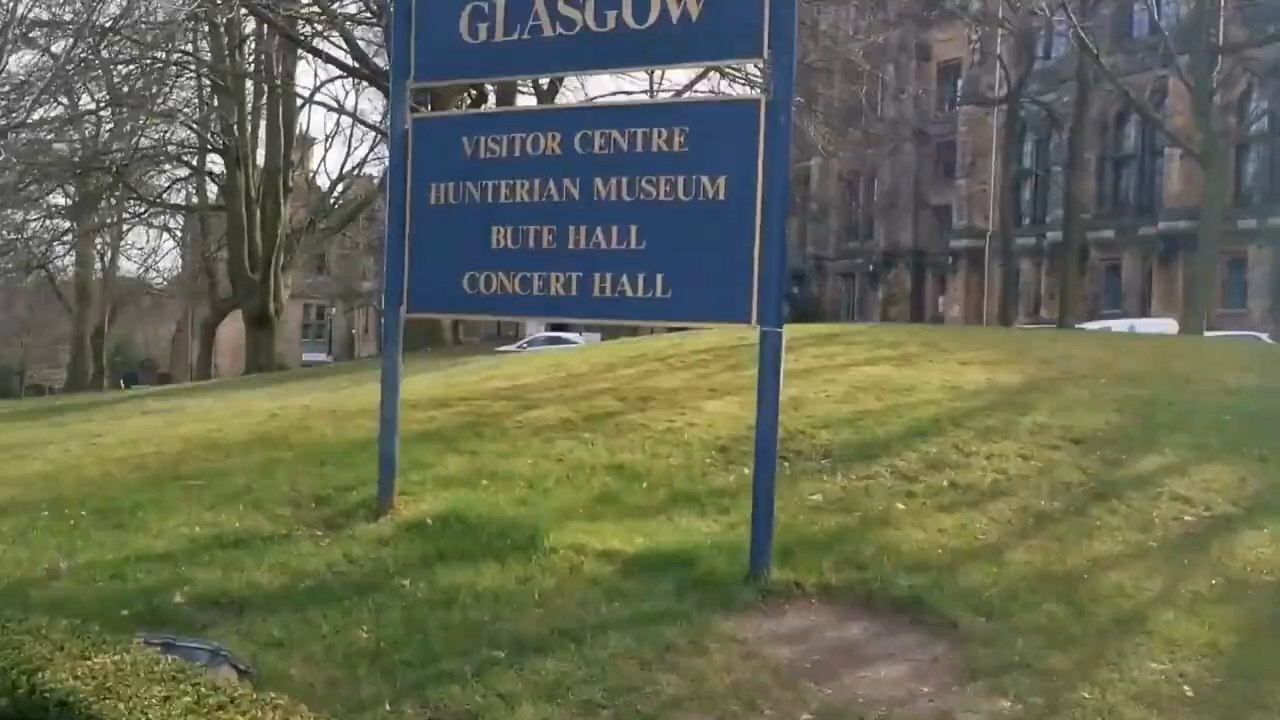 GLASGOW
VISITOR CENTRE
HUNTERIAN MUSEUM
BUTE HALL
CONCERT HALL